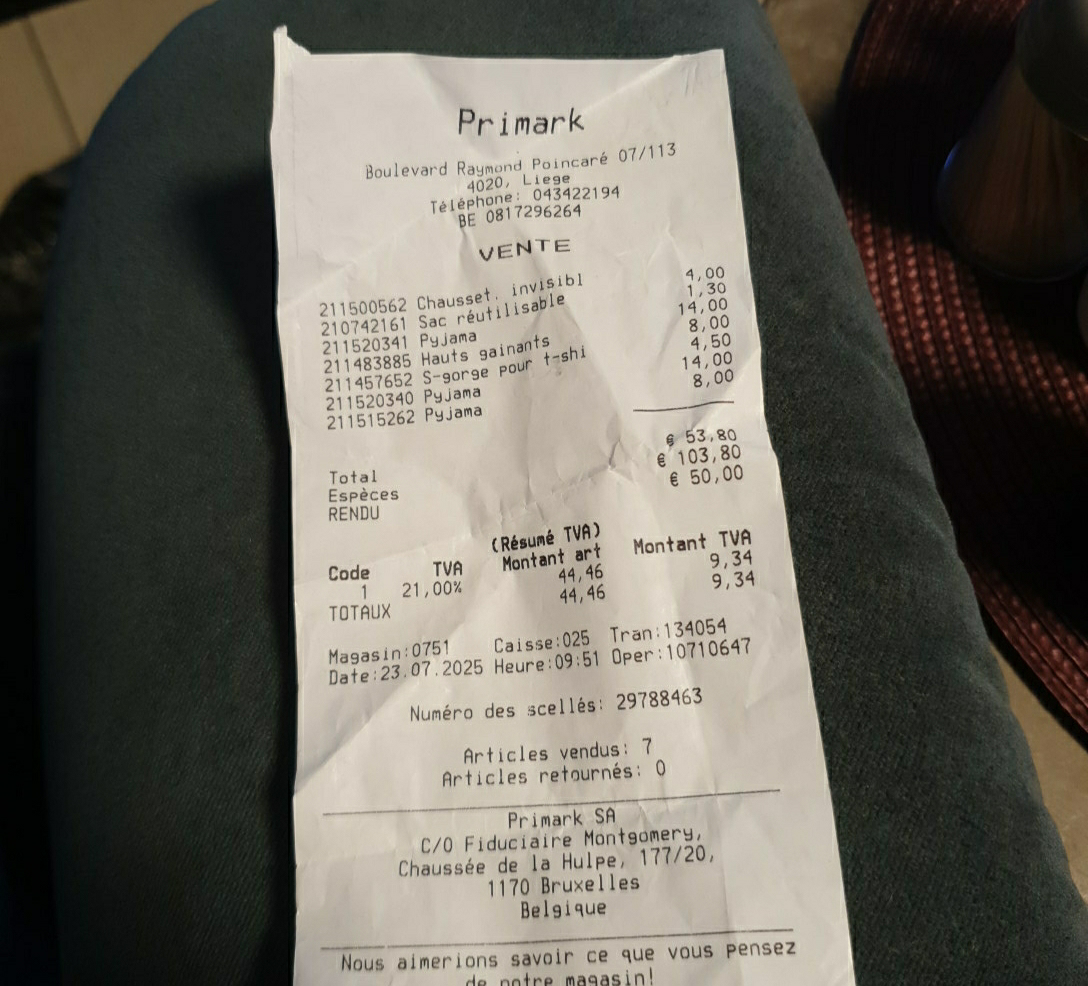 Primark
Boulevard Raymond Poincaré 07/113
4020, Liege
Téléphone: 043422194
BE 0817296264
VENTE
211500562 Chausset. invisibl 4,00
210742161 Sac réutilisable 1,30
211520341 Pyjama 14,00
211483885 Hauts gainants 8,00
211457652 S-gorge pour t-shi 4,50
211520340 Pyjama 14,00
211515262 Pyjama 8,00
Total € 53,80
Espèces € 103,80
RENDU € 50,00
(Résumé TVA)
Code TVA Montant art Montant TVA
1 21,00% 44,46 9,34
TOTAUX 44,46 9,34
Magasin:0751 Caisse:025 Tran:134054
Date:23.07.2025 Heure:09:51 Oper:10710647
Numéro des scellés: 29788463
Articles vendus: 7
Articles retournés: 0
Primark SA
C/O Fiduciaire Montgomery,
Chaussée de la Hulpe, 177/20,
1170 Bruxelles
Belgique
Nous aimerions savoir ce que vous pensez
de notre magasin!